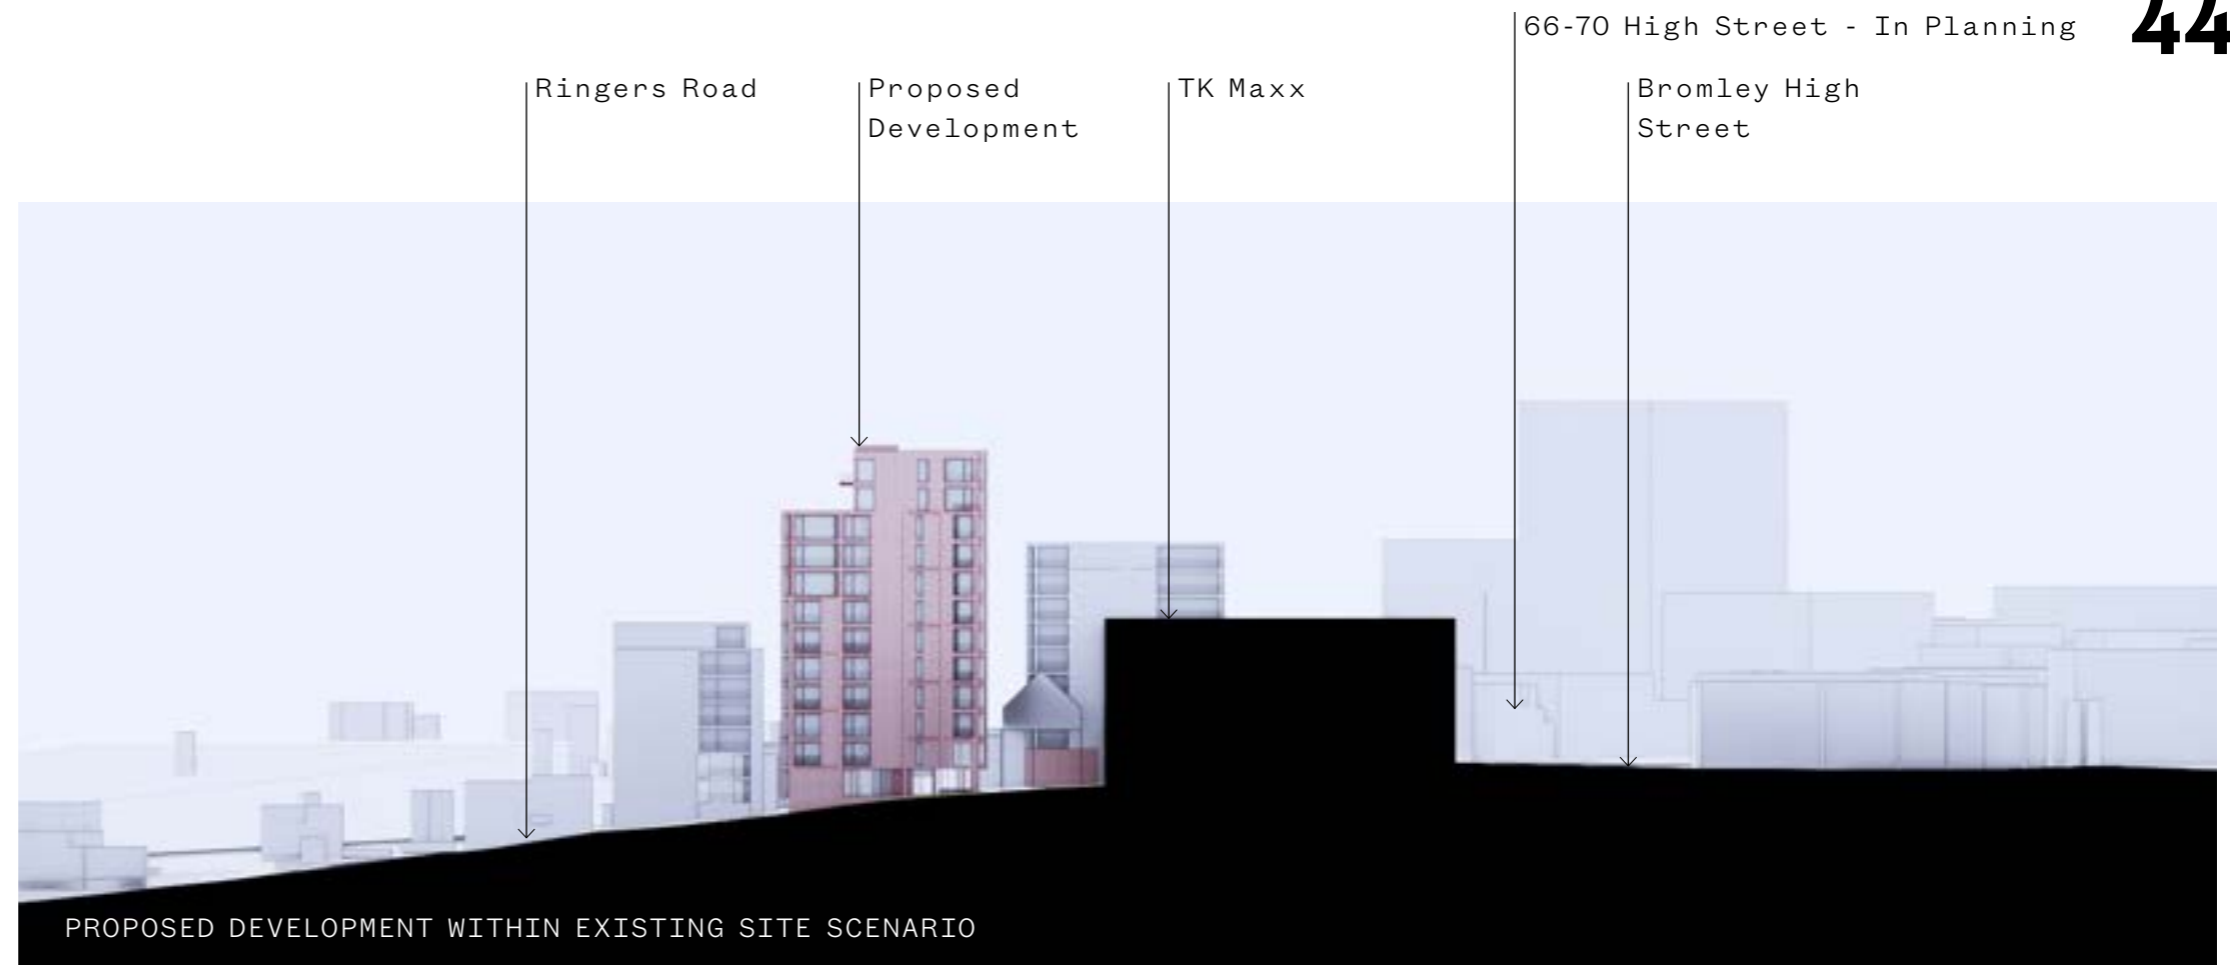 66-70 High Street - In Planning
44
Ringers Road
Proposed
Development
TK Maxx
Bromley High
Street
PROPOSED DEVELOPMENT WITHIN EXISTING SITE SCENARIO